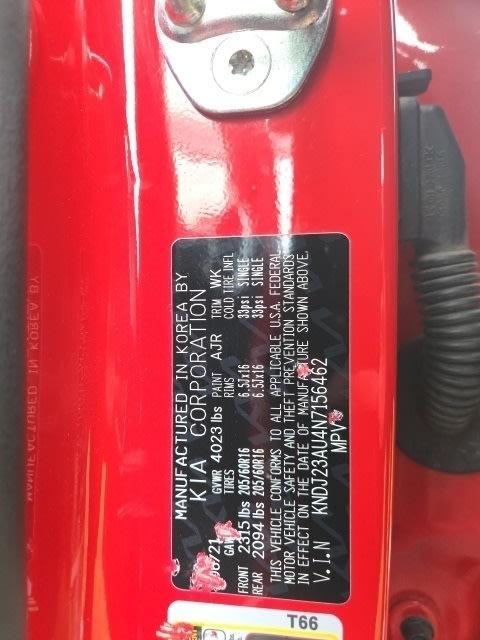 MANUFACTURED IN KOREA BY
KIA CORPORATION
06/21 GVWR 4023 lbs PAINT AJR TRIM WK
TIRES RIMS COLD TIRE INFL
FRONT 2315 lbs 205/60R16 6.5Jx16 33psi SINGLE
REAR 2094 lbs 205/60R16 6.5Jx16 33psi SINGLE
THIS VEHICLE CONFORMS TO ALL APPLICABLE U.S.A. FEDERAL
MOTOR VEHICLE SAFETY AND THEFT PREVENTION STANDARDS
IN EFFECT ON THE DATE OF MANUFACTURE SHOWN ABOVE.
V.I.N KNDJ23AU4N7156462
MPV
T66